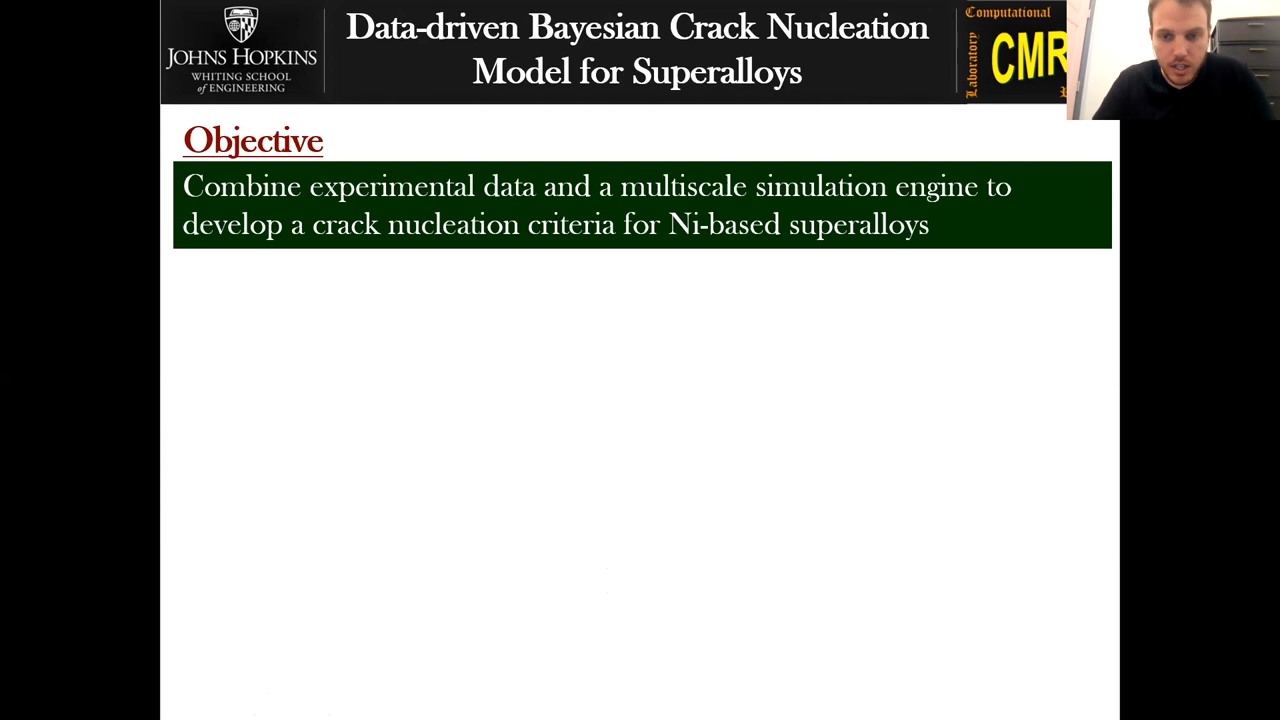 JOHNS HOPKINS
WHITING SCHOOL
of ENGINEERING
Data-driven Bayesian Crack Nucleation
Model for Superalloys
Computational
Laboratory
CMR
Objective
Combine experimental data and a multiscale simulation engine to
develop a crack nucleation criteria for Ni-based superalloys